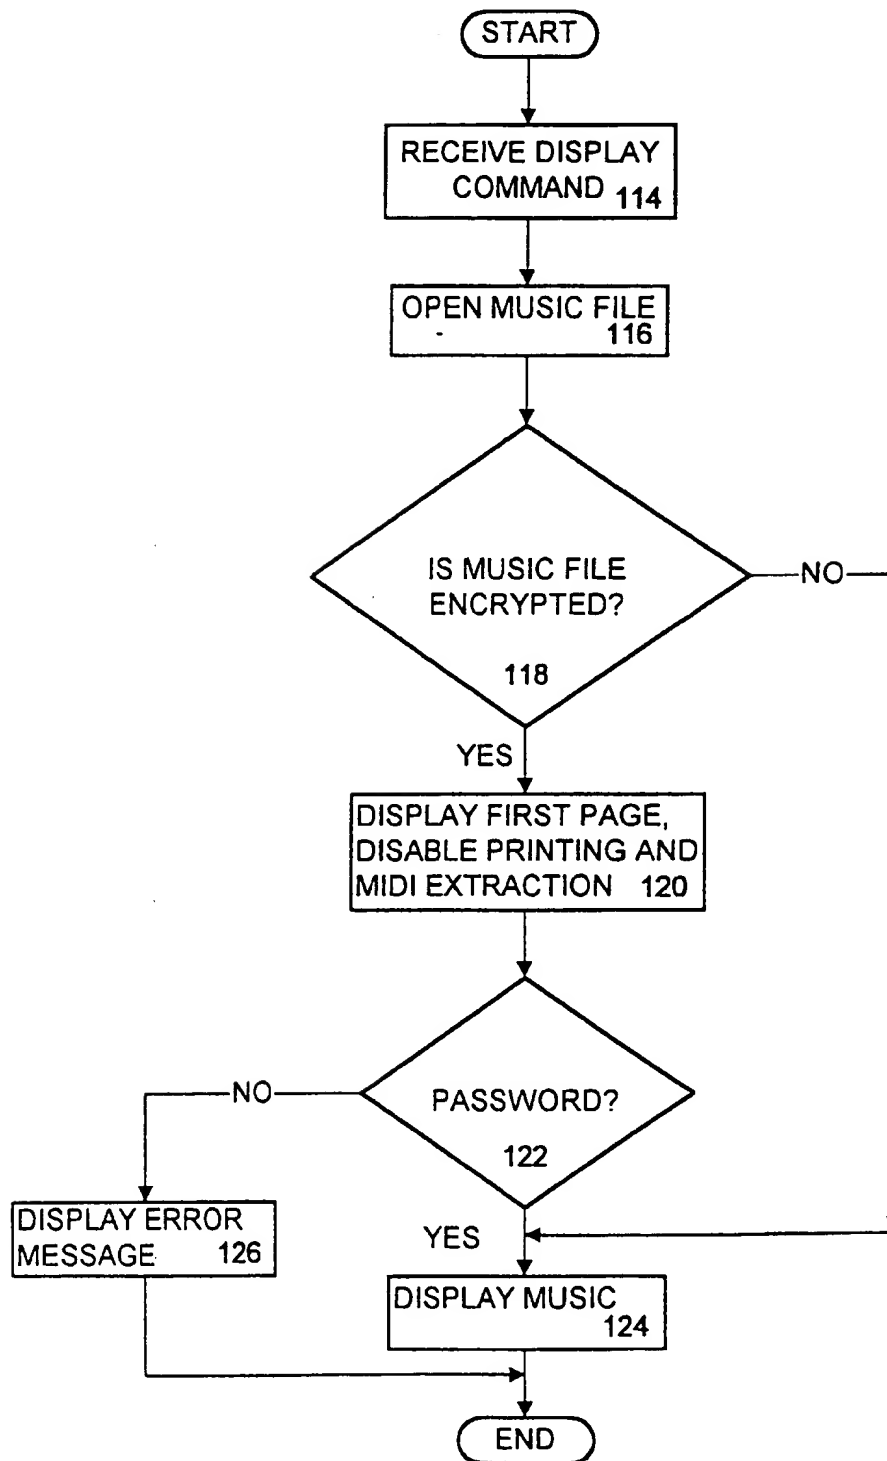 START
RECEIVE DISPLAY
COMMAND 114
OPEN MUSIC FILE
116
IS MUSIC FILE
ENCRYPTED?
118
NO
YES
DISPLAY FIRST PAGE,
DISABLE PRINTING AND
MIDI EXTRACTION 120
PASSWORD?
122
NO
YES
DISPLAY ERROR
MESSAGE 126
DISPLAY MUSIC
124
END